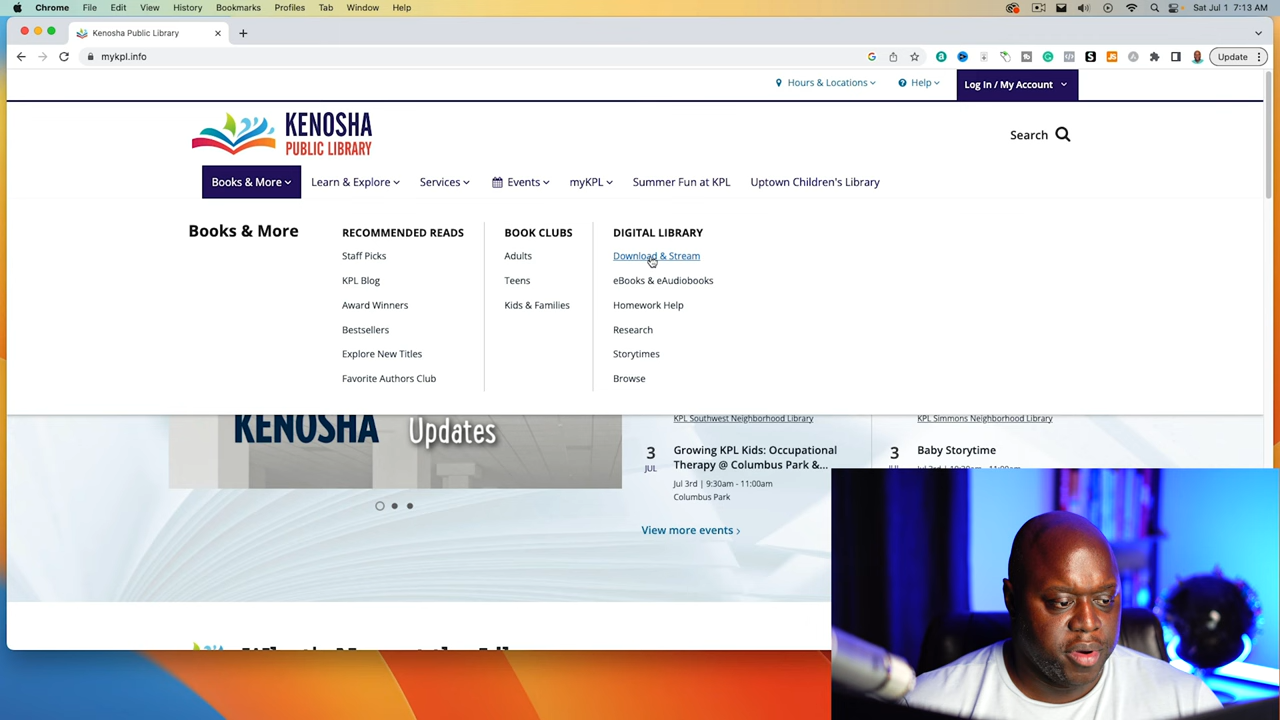 Chrome File Edit View History Bookmarks Profiles Tab Window Help Sat Jul 1 7:13 AM
Kenosha Public Library
mykpl.info
Update
Hours & Locations Help Log In / My Account
KENOSHA
PUBLIC LIBRARY
Search
Books & More Learn & Explore Services Events myKPL Summer Fun at KPL Uptown Children's Library
Books & More
RECOMMENDED READS
Staff Picks
KPL Blog
Award Winners
Bestsellers
Explore New Titles
Favorite Authors Club
BOOK CLUBS
Adults
Teens
Kids & Families
DIGITAL LIBRARY
Download & Stream
eBooks & eAudiobooks
Homework Help
Research
Storytimes
Browse
KENOSHA Updates
KPL Southwest Neighborhood Library
3
JUL
Growing KPL Kids: Occupational
Therapy @ Columbus Park &...
Jul 3rd | 9:30am - 11:00am
Columbus Park
KPL Simmons Neighborhood Library
3
JUL
Baby Storytime
View more events